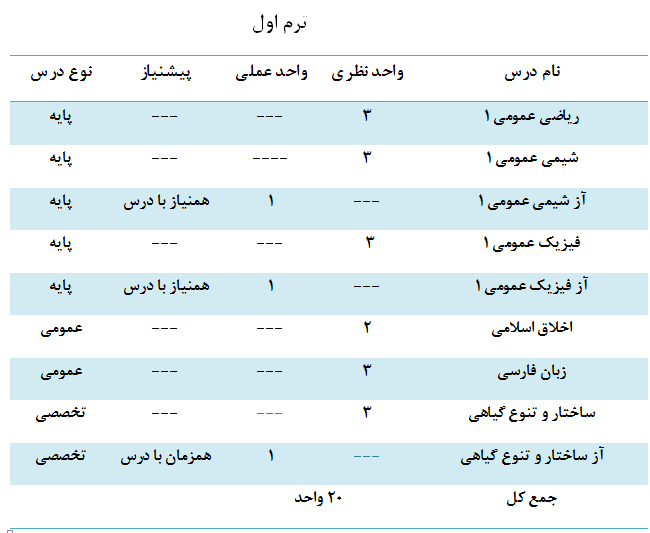 ترم اول
نام درس واحد نظری واحد عملی پیشنیاز نوع درس
ریاضی عمومی ۱ ۳ --- --- پایه
شیمی عمومی ۱ ۳ ---- --- پایه
آز شیمی عمومی ۱ --- ۱ همنیاز با درس پایه
فیزیک عمومی ۱ ۳ --- --- پایه
آز فیزیک عمومی ۱ --- ۱ همنیاز با درس پایه
اخلاق اسلامی ۲ --- --- عمومی
زبان فارسی ۳ --- --- عمومی
ساختار و تنوع گیاهی ۳ --- --- تخصصی
آز ساختار و تنوع گیاهی --- ۱ همزمان با درس تخصصی
جمع کل ۲۰ واحد